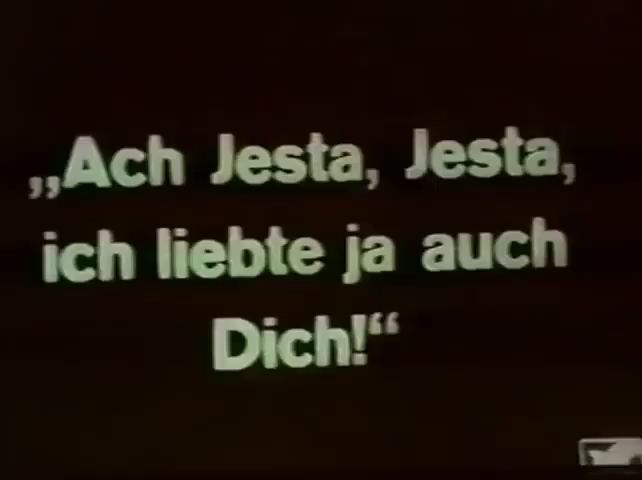 „Ach Jesta, Jesta,
ich liebte ja auch
Dich!“